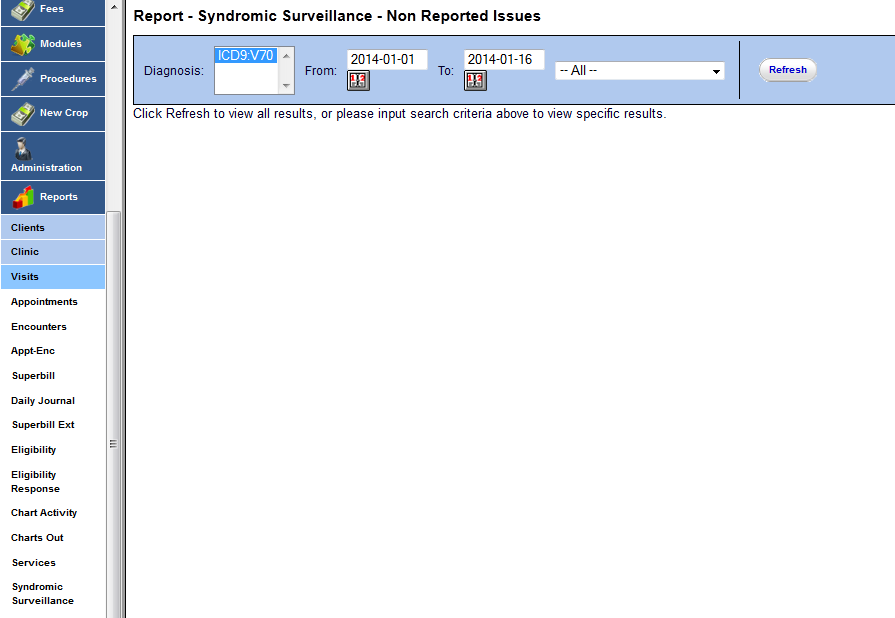 Fees
Modules
Procedures
New Crop
Administration
Reports
Clients
Clinic
Visits
Appointments
Encounters
Appt-Enc
Superbill
Daily Journal
Superbill Ext
Eligibility
Eligibility
Response
Chart Activity
Charts Out
Services
Syndromic
Surveillance
Report - Syndromic Surveillance - Non Reported Issues
Diagnosis: ICD9:V70 From: 2014-01-01 To: 2014-01-16 -- All -- Refresh
Click Refresh to view all results, or please input search criteria above to view specific results.